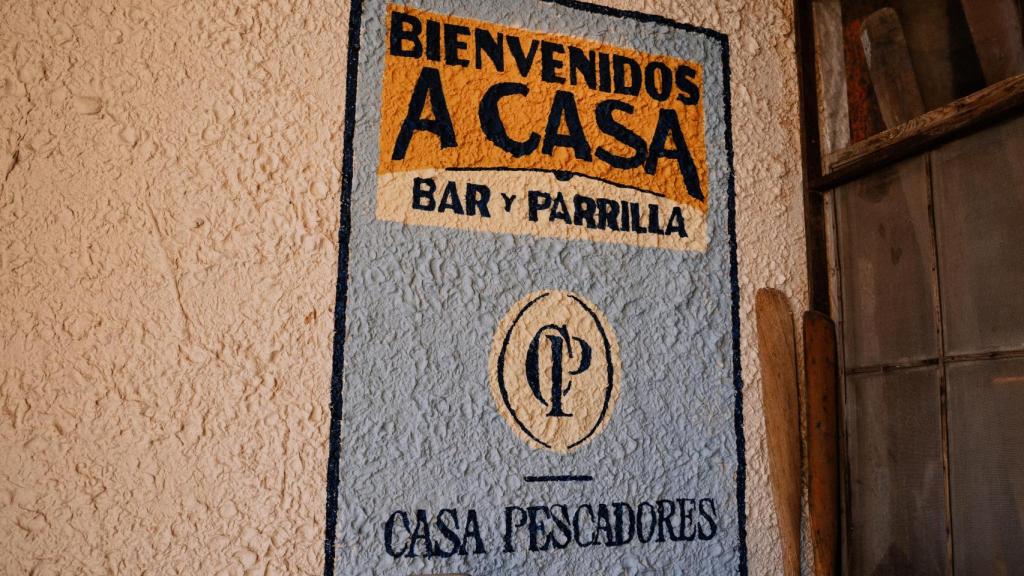 BIENVENIDOS
A CASA
BAR Y PARRILLA
CP
CASA PESCADORES